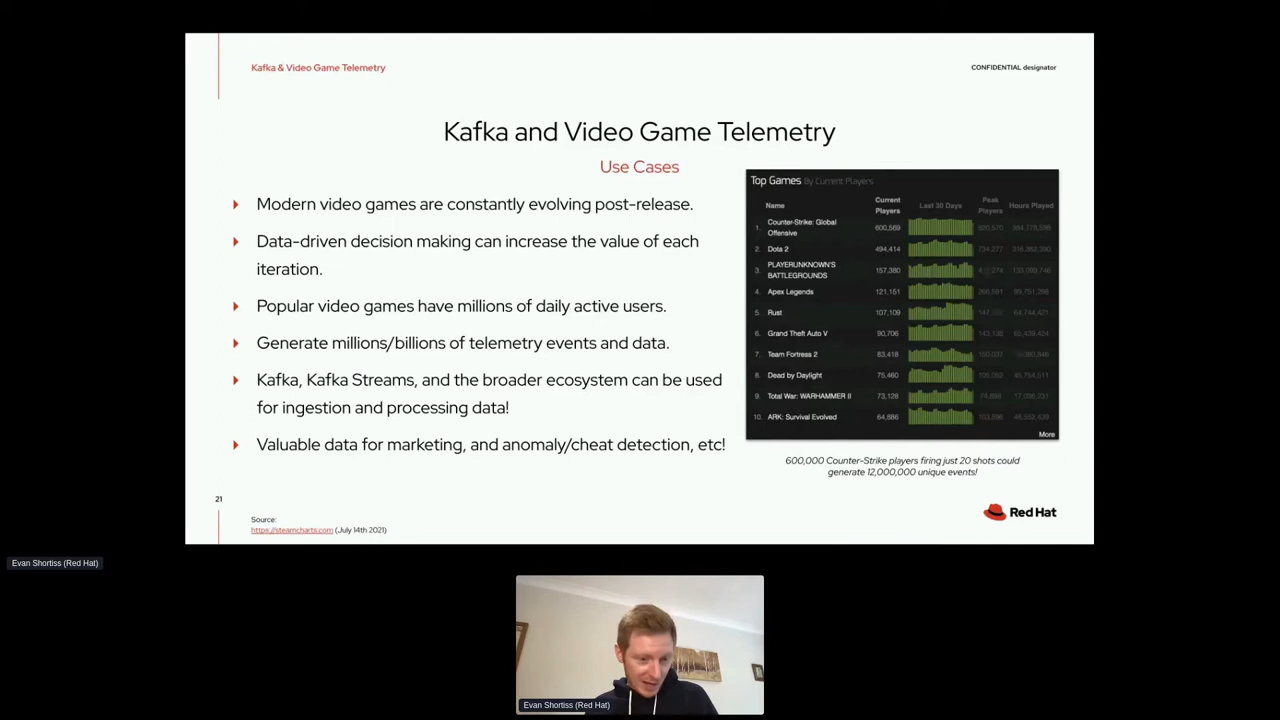 Kafka & Video Game Telemetry
CONFIDENTIAL designator
Kafka and Video Game Telemetry
Use Cases
Modern video games are constantly evolving post-release.
Data-driven decision making can increase the value of each
iteration.
Popular video games have millions of daily active users.
Generate millions/billions of telemetry events and data.
Kafka, Kafka Streams, and the broader ecosystem can be used
for ingestion and processing data!
Valuable data for marketing, and anomaly/cheat detection, etc!
Top Games By Current Players
Name Current Players Last 30 Days Peak Players Hours Played
1. Counter-Strike: Global Offensive 600,569
2. Dota 2 494,414
3. PLAYERUNKNOWN'S BATTLEGROUNDS 157,380
4. Apex Legends 121,151
5. Rust 107,109
6. Grand Theft Auto V 90,706
7. Team Fortress 2 83,418
8. Dead by Daylight 75,460
9. Total War: WARHAMMER II 73,128
10. ARK: Survival Evolved 64,886
More
600,000 Counter-Strike players firing just 20 shots could
generate 12,000,000 unique events!
21
Source:
https://steamcharts.com (July 14th 2021)
Red Hat
Evan Shortiss (Red Hat)
Evan Shortiss (Red Hat)